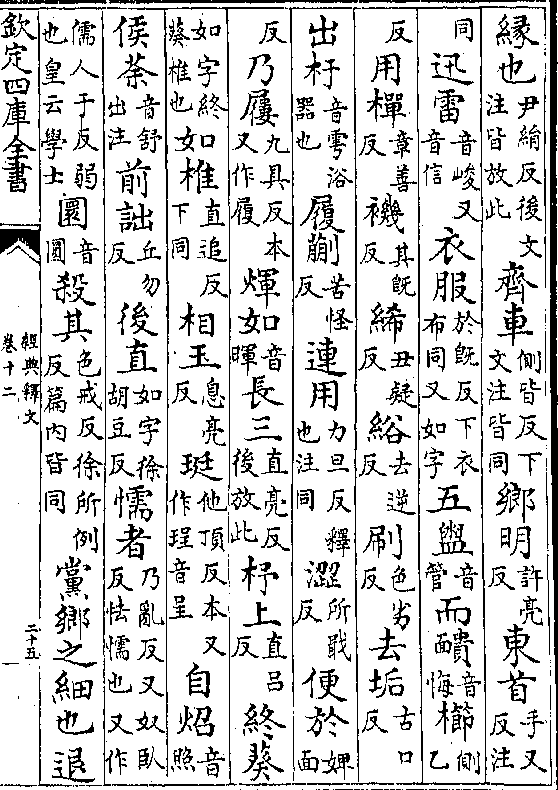 縁也尹絹反後文注皆放此齊車側皆反下文注皆同鄉明許亮反東首手又反注
同迅雷音峻又音信衣服於旣反下衣布同又如字五盥音管而靧音悔櫛側乙
反用樿章善反禨其旣反絺丑疑反綌去逆反刷色劣反去垢古口反
出杅音雩浴器也履蒯苦怪反連用力旦反釋也注同澀所戢反便於婢面
反乃屨九具反本又作履煇如音暉長三直亮反後放此杼上直吕反終葵
如字終葵椎也如椎直追反下同相玉息亮反珽他頂反本又作珵音呈自炤音照
侯荼音舒出注前詘丘勿反後直如字徐胡豆反懦者乃亂反又奴卧反怯懦也又作
儒人于反弱也皇云學士圜音圓殺其色戒反徐所例反篇内皆同黨鄉之細也退
欽定四庫全書
經典釋文
卷十二
二十五